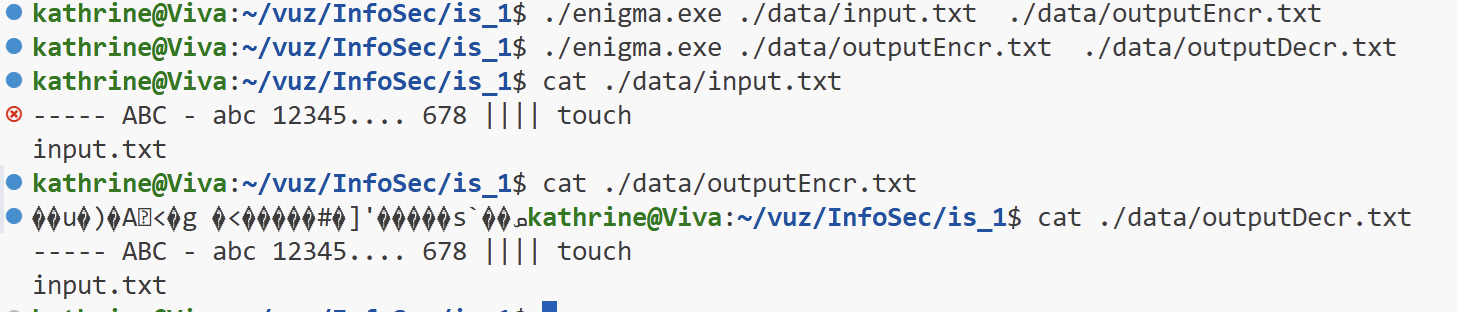 kathrine@Viva:~/vuz/InfoSec/is_1$ ./enigma.exe ./data/input.txt  ./data/outputEncr.txt
kathrine@Viva:~/vuz/InfoSec/is_1$ ./enigma.exe ./data/outputEncr.txt  ./data/outputDecr.txt
kathrine@Viva:~/vuz/InfoSec/is_1$ cat ./data/input.txt
----- ABC - abc 12345.... 678 |||| touch
input.txt
kathrine@Viva:~/vuz/InfoSec/is_1$ cat ./data/outputEncr.txt
��u�)�A<�g �<�����#�]'�����s`��kathrine@Viva:~/vuz/InfoSec/is_1$ cat ./data/outputDecr.txt
----- ABC - abc 12345.... 678 |||| touch
input.txt